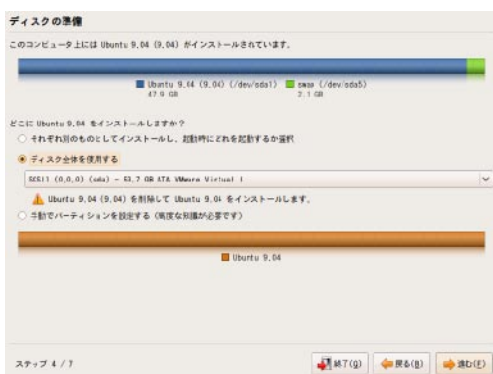 ディスクの準備
このコンピュータ上には Ubuntu 9.04 (9.04) がインストールされています。
Ubuntu 9.04 (9.04) (/dev/sda1) swap (/dev/sda5)
47.9 GB 2.1 GB
どこに Ubuntu 9.04 をインストールしますか?
それぞれ別のものとしてインストールし、起動時にどれを起動するか選択
ディスク全体を使用する
SCSI1 (0,0,0) (sda) - 53.7 GB ATA VMware Virtual I
Ubuntu 9.04 (9.04) を削除して Ubuntu 9.04 をインストールします。
手動でパーティションを設定する (高度な知識が必要です)
Ubuntu 9.04
ステップ 4 / 7
終了(Q) 戻る(B) 進む(F)